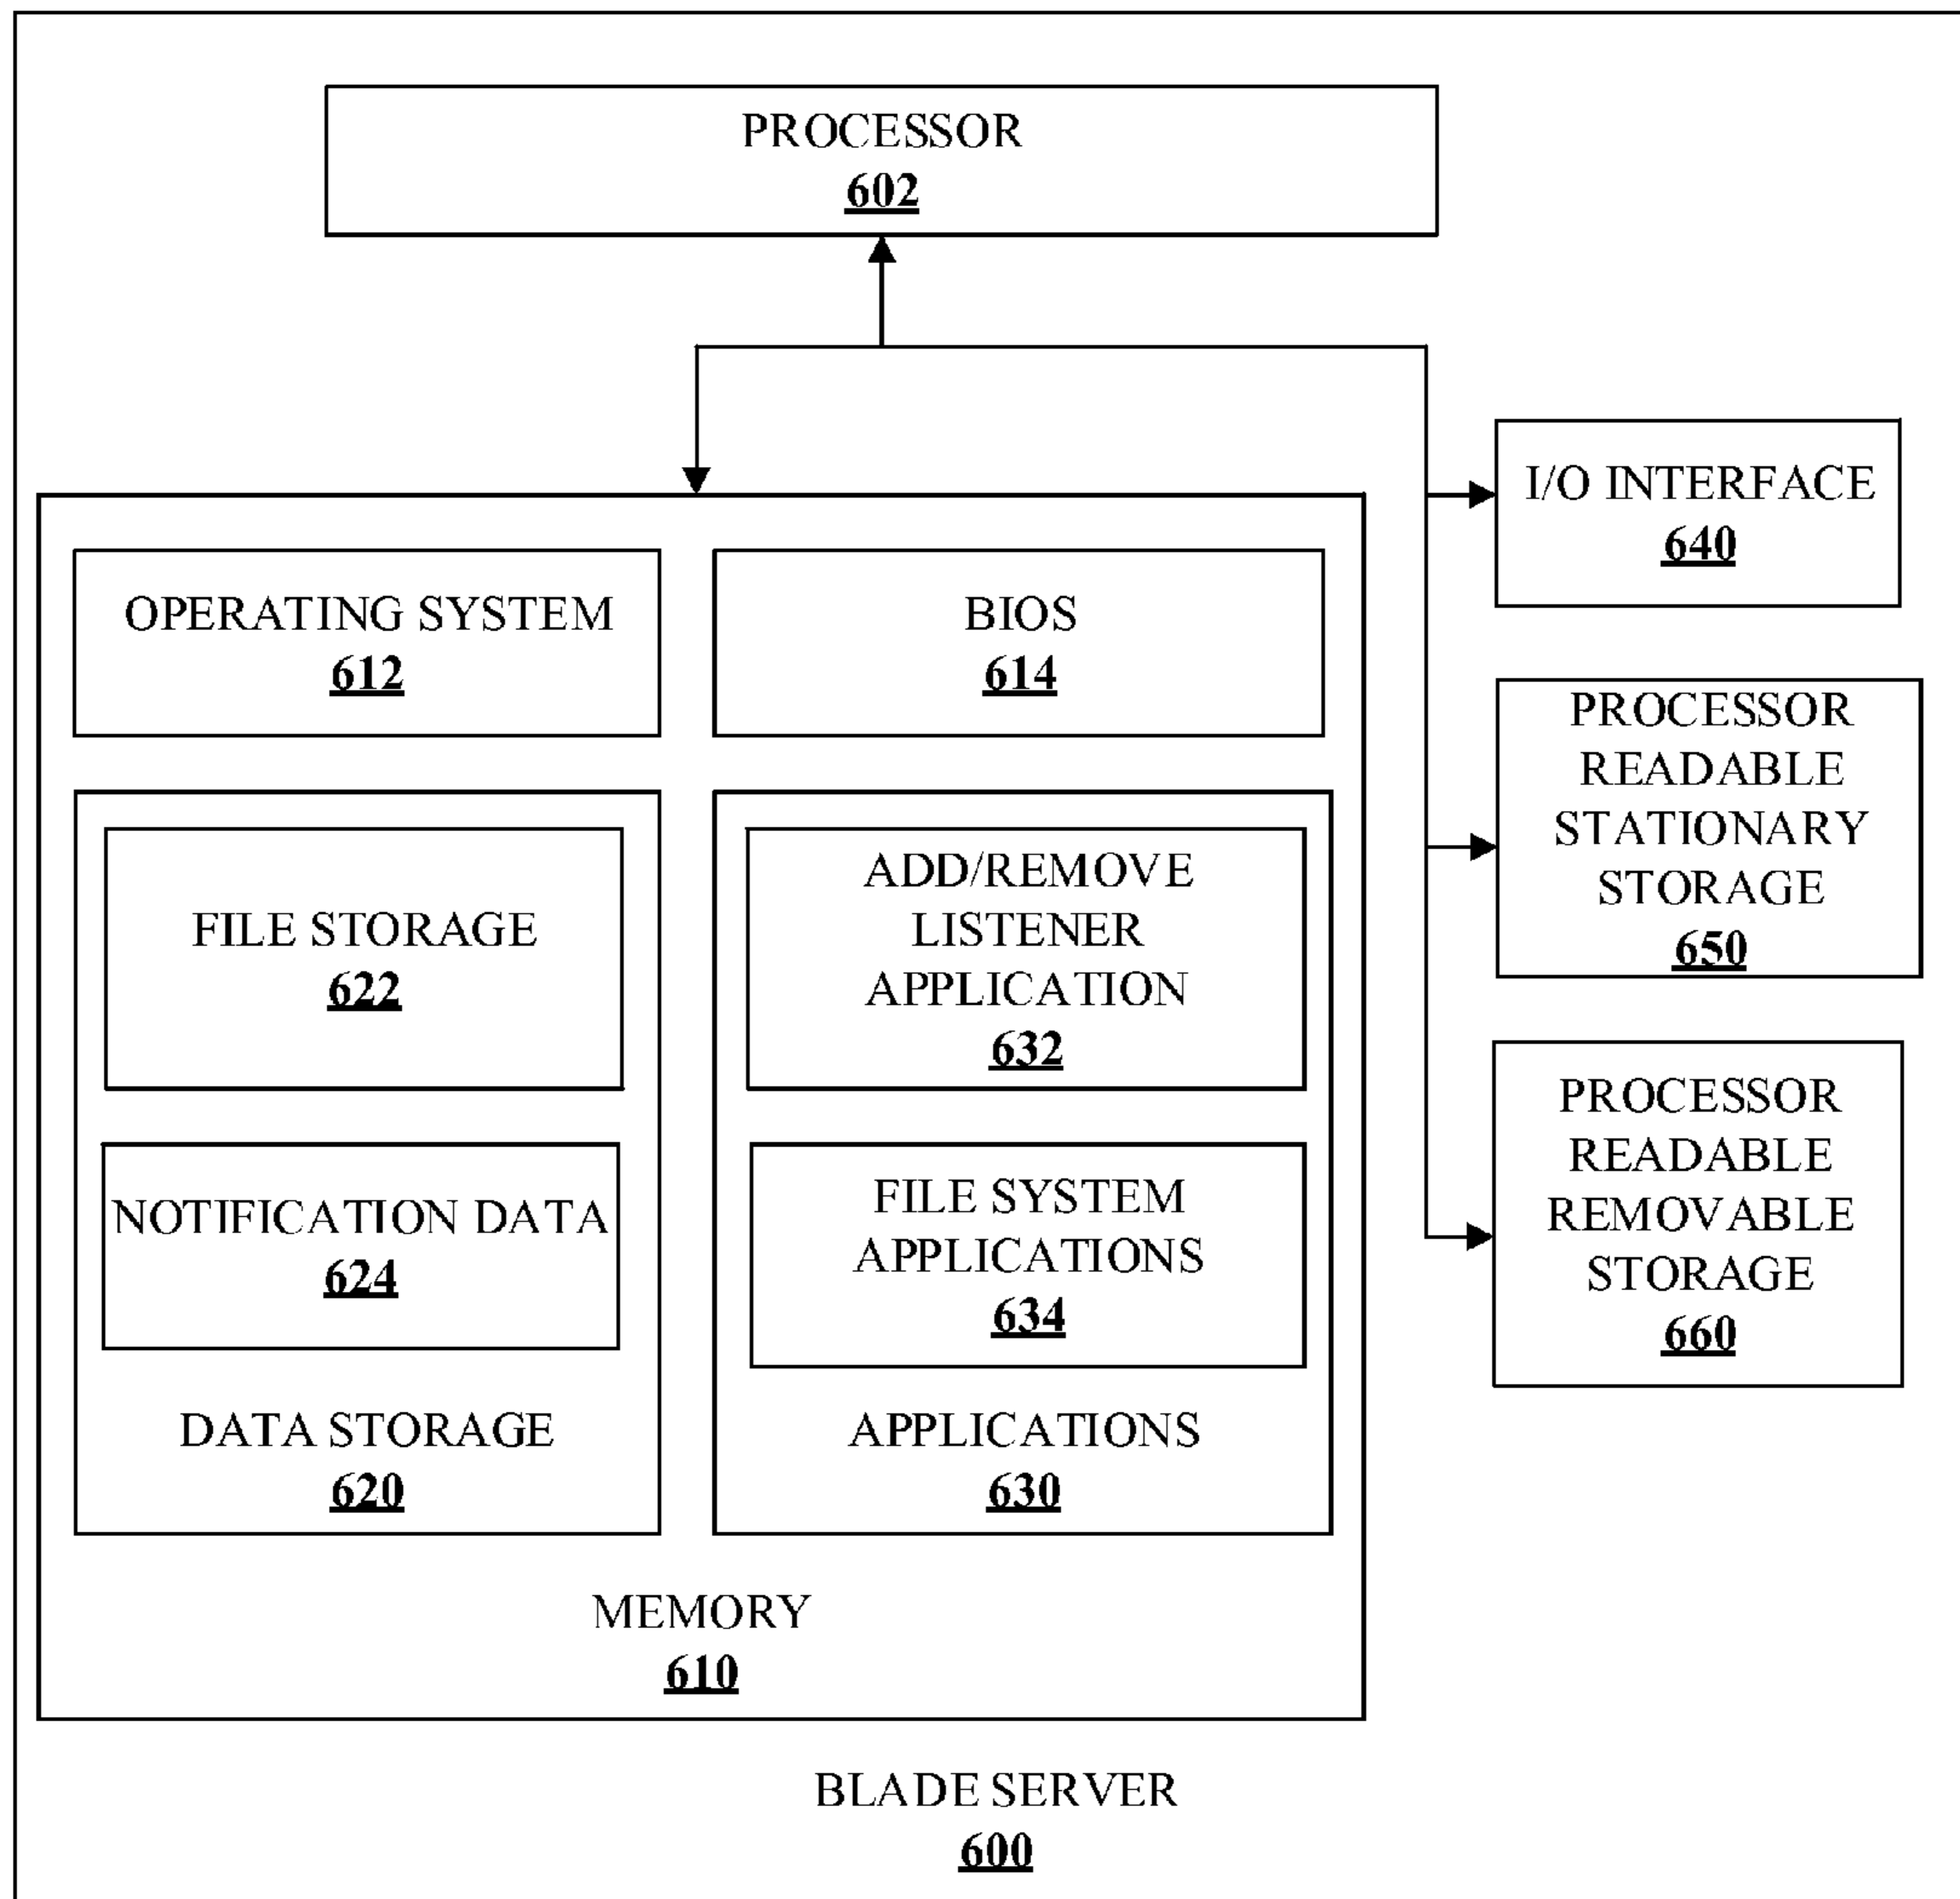 PROCESSOR
602
I/O INTERFACE
640
OPERATING SYSTEM
612
BIOS
614
PROCESSOR
READABLE
STATIONARY
STORAGE
650
FILE STORAGE
622
ADD/REMOVE
LISTENER
APPLICATION
632
PROCESSOR
READABLE
REMOVABLE
STORAGE
660
NOTIFICATION DATA
624
FILE SYSTEM
APPLICATIONS
634
DATA STORAGE
620
APPLICATIONS
630
MEMORY
610
BLADE SERVER
600